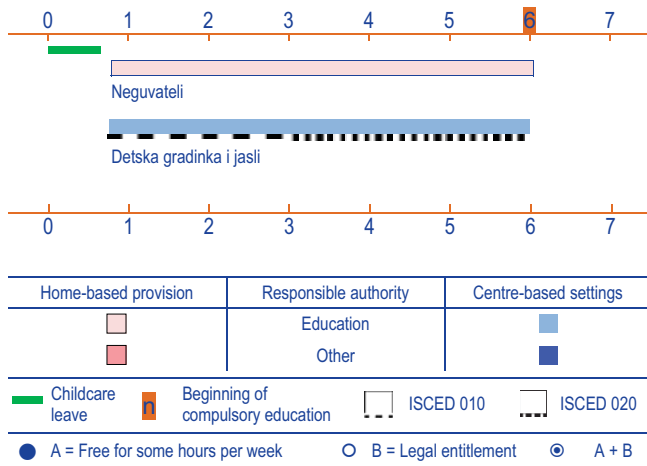 0 1 2 3 4 5 6 7
Neguvateli
Detska gradinka i jasli
0 1 2 3 4 5 6 7
Home-based provision Responsible authority Centre-based settings
Education
Other
Childcare leave
n Beginning of compulsory education
ISCED 010
ISCED 020
A = Free for some hours per week B = Legal entitlement A + B